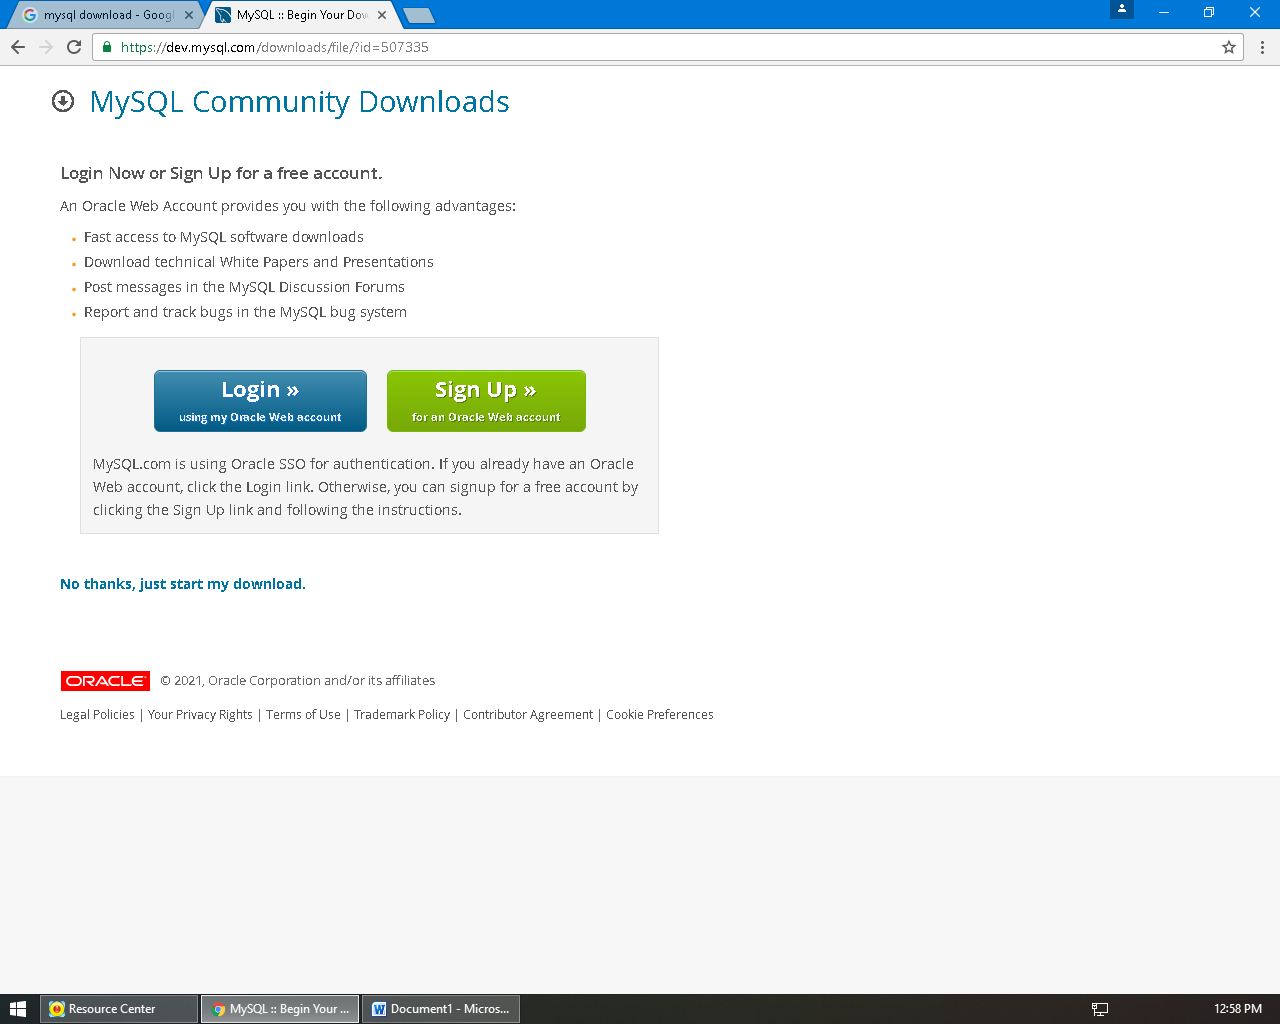 mysql download - Goog
MySQL :: Begin Your Dow
https://dev.mysql.com/downloads/file/?id=507335
MySQL Community Downloads
Login Now or Sign Up for a free account.
An Oracle Web Account provides you with the following advantages:
Fast access to MySQL software downloads
Download technical White Papers and Presentations
Post messages in the MySQL Discussion Forums
Report and track bugs in the MySQL bug system
Login »
using my Oracle Web account
Sign Up »
for an Oracle Web account
MySQL.com is using Oracle SSO for authentication. If you already have an Oracle
Web account, click the Login link. Otherwise, you can signup for a free account by
clicking the Sign Up link and following the instructions.
No thanks, just start my download.
ORACLE © 2021, Oracle Corporation and/or its affiliates
Legal Policies | Your Privacy Rights | Terms of Use | Trademark Policy | Contributor Agreement | Cookie Preferences
Resource Center
MySQL :: Begin Your ...
Document1 - Micros...
12:58 PM